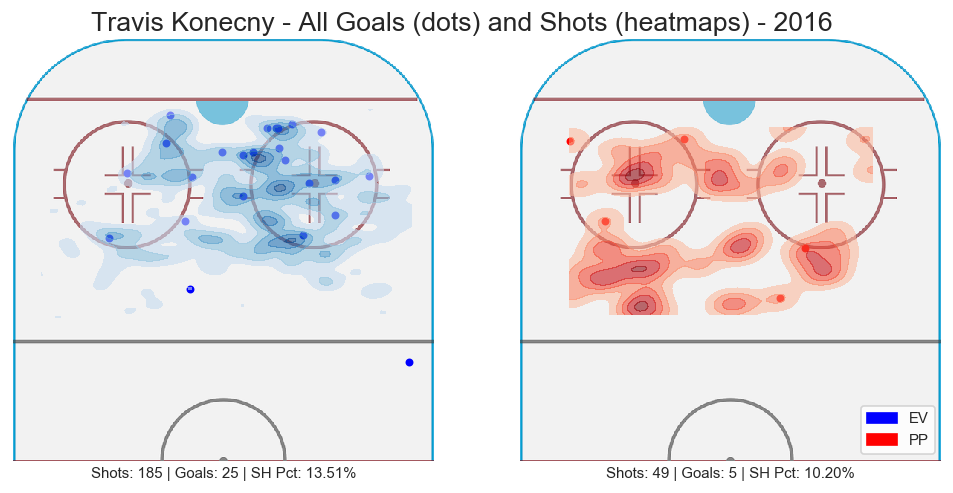 Travis Konecny - All Goals (dots) and Shots (heatmaps) - 2016
EV
PP
Shots: 185 | Goals: 25 | SH Pct: 13.51%
Shots: 49 | Goals: 5 | SH Pct: 10.20%